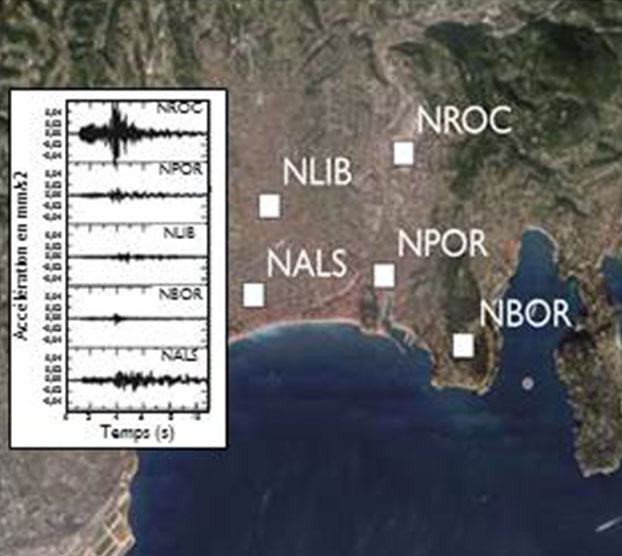 NROC
NLIB
NPOR
NALS
NBOR
NROC
NPOR
NLIB
NBOR
NALS
Accélération en mm/s2
Temps (s)